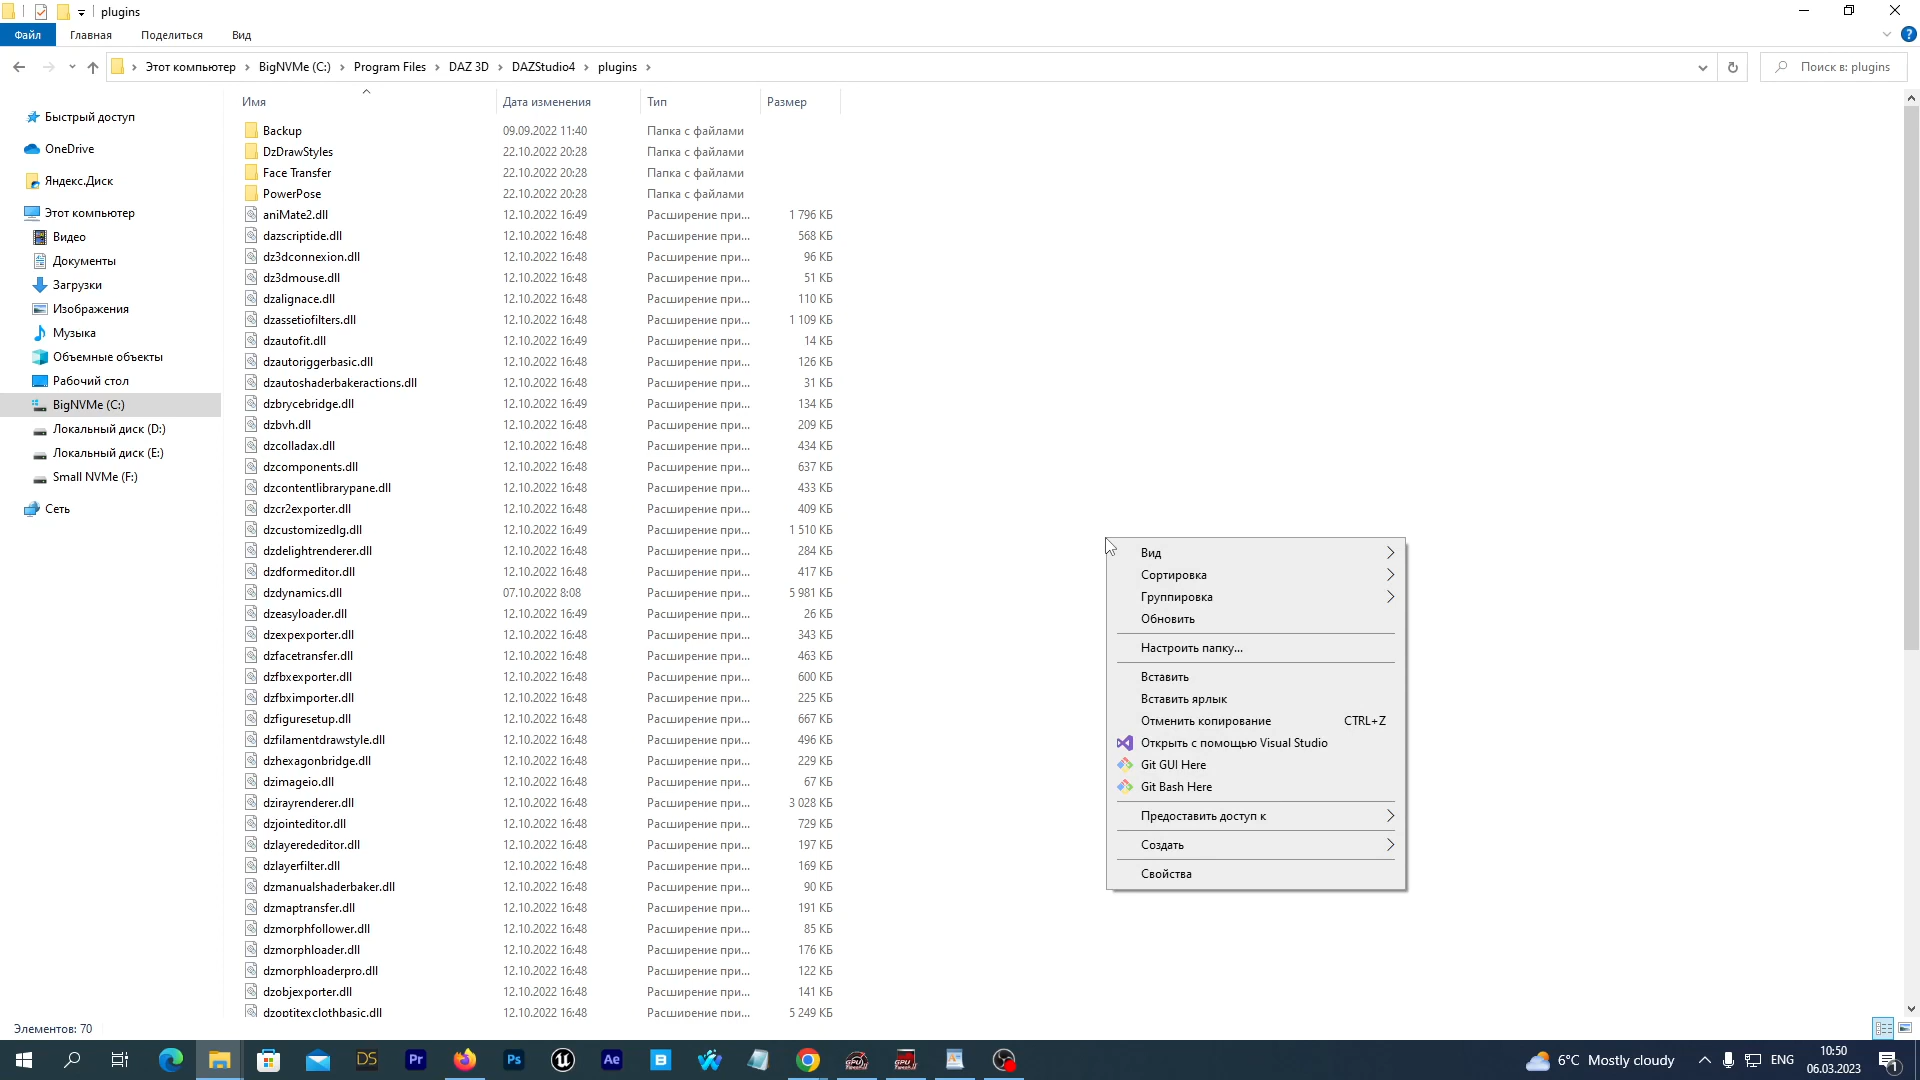 plugins
Файл Главная Поделиться Вид
Этот компьютер BigNVMe (C:) Program Files DAZ 3D DAZStudio4 plugins Поиск в: plugins
Имя Дата изменения Тип Размер
Быстрый доступ
OneDrive
Яндекс.Диск
Этот компьютер
Видео
Документы
Загрузки
Изображения
Музыка
Объемные объекты
Рабочий стол
BigNVMe (C:)
Локальный диск (D:)
Локальный диск (E:)
Small NVMe (F:)
Сеть
Backup 09.09.2022 11:40 Папка с файлами
DzDrawStyles 22.10.2022 20:28 Папка с файлами
Face Transfer 22.10.2022 20:28 Папка с файлами
PowerPose 22.10.2022 20:28 Папка с файлами
aniMate2.dll 12.10.2022 16:49 Расширение при... 1 796 КБ
dazscriptide.dll 12.10.2022 16:48 Расширение при... 568 КБ
dz3dconnexion.dll 12.10.2022 16:48 Расширение при... 96 КБ
dz3dmouse.dll 12.10.2022 16:48 Расширение при... 51 КБ
dzalignace.dll 12.10.2022 16:48 Расширение при... 110 КБ
dzassetiofilters.dll 12.10.2022 16:48 Расширение при... 1 109 КБ
dzautofit.dll 12.10.2022 16:49 Расширение при... 14 КБ
dzautoriggerbasic.dll 12.10.2022 16:48 Расширение при... 126 КБ
dzautoshaderbakeractions.dll 12.10.2022 16:48 Расширение при... 31 КБ
dzbrycebridge.dll 12.10.2022 16:49 Расширение при... 134 КБ
dzbvh.dll 12.10.2022 16:48 Расширение при... 209 КБ
dzcolladax.dll 12.10.2022 16:48 Расширение при... 434 КБ
dzcomponents.dll 12.10.2022 16:48 Расширение при... 637 КБ
dzcontentlibrarypane.dll 12.10.2022 16:48 Расширение при... 433 КБ
dzcr2exporter.dll 12.10.2022 16:48 Расширение при... 409 КБ
dzcustomizedlg.dll 12.10.2022 16:49 Расширение при... 1 510 КБ
dzdelightrenderer.dll 12.10.2022 16:48 Расширение при... 284 КБ
dzdformeditor.dll 12.10.2022 16:48 Расширение при... 417 КБ
dzdynamics.dll 07.10.2022 8:08 Расширение при... 5 981 КБ
dzeasyloader.dll 12.10.2022 16:49 Расширение при... 26 КБ
dzexpexporter.dll 12.10.2022 16:48 Расширение при... 343 КБ
dzfacetransfer.dll 12.10.2022 16:48 Расширение при... 463 КБ
dzfbxexporter.dll 12.10.2022 16:48 Расширение при... 600 КБ
dzfbximporter.dll 12.10.2022 16:48 Расширение при... 225 КБ
dzfiguresetup.dll 12.10.2022 16:48 Расширение при... 667 КБ
dzfilamentdrawstyle.dll 12.10.2022 16:48 Расширение при... 496 КБ
dzhexagonbridge.dll 12.10.2022 16:48 Расширение при... 229 КБ
dzimageio.dll 12.10.2022 16:48 Расширение при... 67 КБ
dzirayrenderer.dll 12.10.2022 16:48 Расширение при... 3 028 КБ
dzjointeditor.dll 12.10.2022 16:48 Расширение при... 729 КБ
dzlayerededitor.dll 12.10.2022 16:48 Расширение при... 197 КБ
dzlayerfilter.dll 12.10.2022 16:48 Расширение при... 169 КБ
dzmanualshaderbaker.dll 12.10.2022 16:48 Расширение при... 90 КБ
dzmaptransfer.dll 12.10.2022 16:48 Расширение при... 191 КБ
dzmorphfollower.dll 12.10.2022 16:48 Расширение при... 85 КБ
dzmorphloader.dll 12.10.2022 16:48 Расширение при... 176 КБ
dzmorphloaderpro.dll 12.10.2022 16:48 Расширение при... 122 КБ
dzobjexporter.dll 12.10.2022 16:48 Расширение при... 141 КБ
dzoptitexclothbasic.dll 12.10.2022 16:48 Расширение при... 5 249 КБ
Вид
Сортировка
Группировка
Обновить
Настроить папку...
Вставить
Вставить ярлык
Отменить копирование CTRL+Z
Открыть с помощью Visual Studio
Git GUI Here
Git Bash Here
Предоставить доступ к
Создать
Свойства
Элементов: 70
DS Pr Ps Ae 6°C Mostly cloudy ENG 10:50
06.03.2023